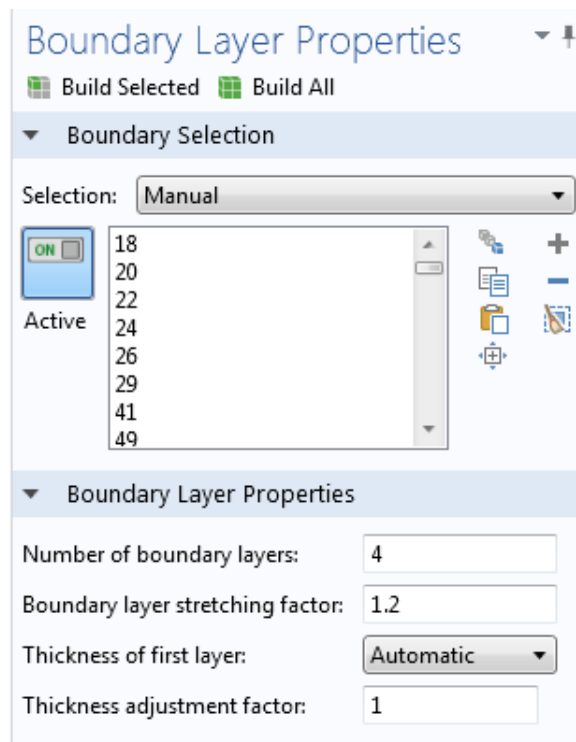 Boundary Layer Properties
Build Selected Build All
Boundary Selection
Selection: Manual
ON
Active
18
20
22
24
26
29
41
49
Boundary Layer Properties
Number of boundary layers: 4
Boundary layer stretching factor: 1.2
Thickness of first layer: Automatic
Thickness adjustment factor: 1